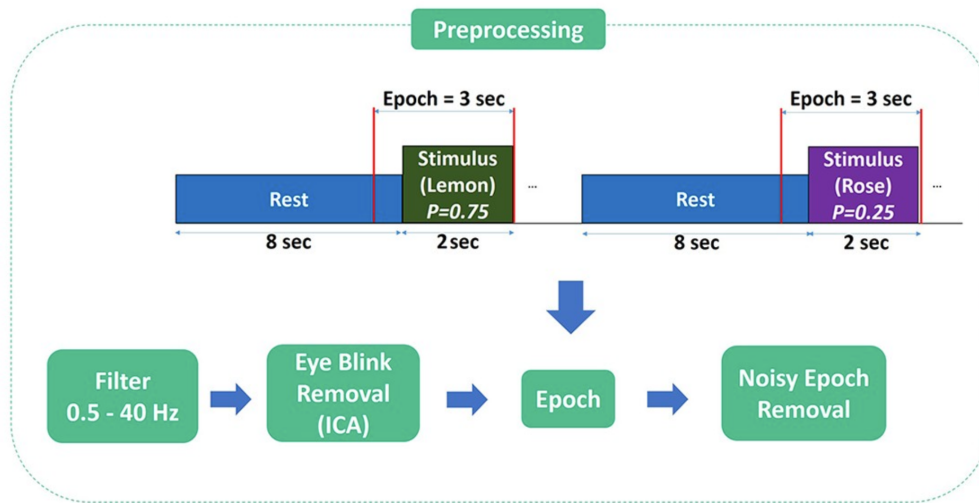 Preprocessing
Epoch = 3 sec
Epoch = 3 sec
Rest
Stimulus
(Lemon)
P=0.75
...
Rest
Stimulus
(Rose)
P=0.25
...
8 sec
2 sec
8 sec
2 sec
Filter
0.5 - 40 Hz
Eye Blink
Removal
(ICA)
Epoch
Noisy Epoch
Removal